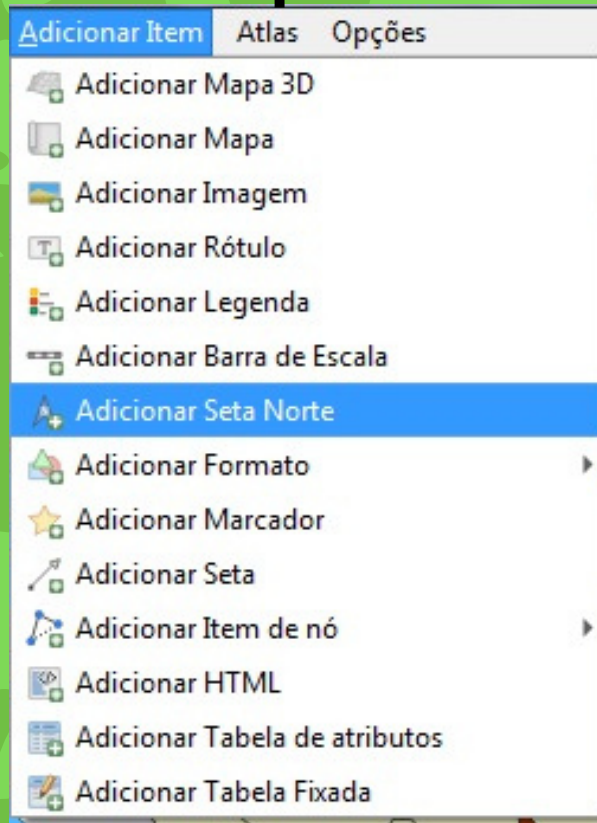 Adicionar Item Atlas Opções
Adicionar Mapa 3D
Adicionar Mapa
Adicionar Imagem
Adicionar Rótulo
Adicionar Legenda
Adicionar Barra de Escala
Adicionar Seta Norte
Adicionar Formato
Adicionar Marcador
Adicionar Seta
Adicionar Item de nó
Adicionar HTML
Adicionar Tabela de atributos
Adicionar Tabela Fixada